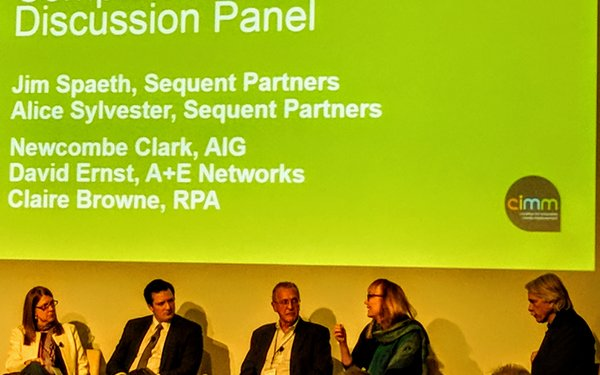 Discussion Panel
Jim Spaeth, Sequent Partners
Alice Sylvester, Sequent Partners
Newcombe Clark, AIG
David Ernst, A+E Networks
Claire Browne, RPA
cimm